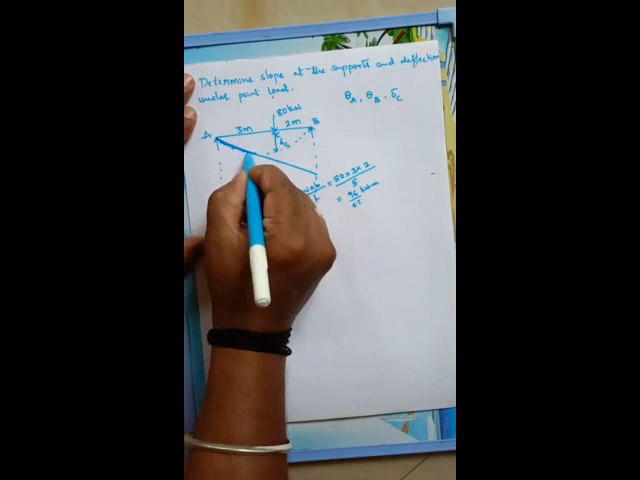 Determine slope at the supports and deflection
under point load.
θA, θB, δC
80KN
3m C 2m
A B
δc
wab/l = 80×3×2/5
= 96/EI kNm